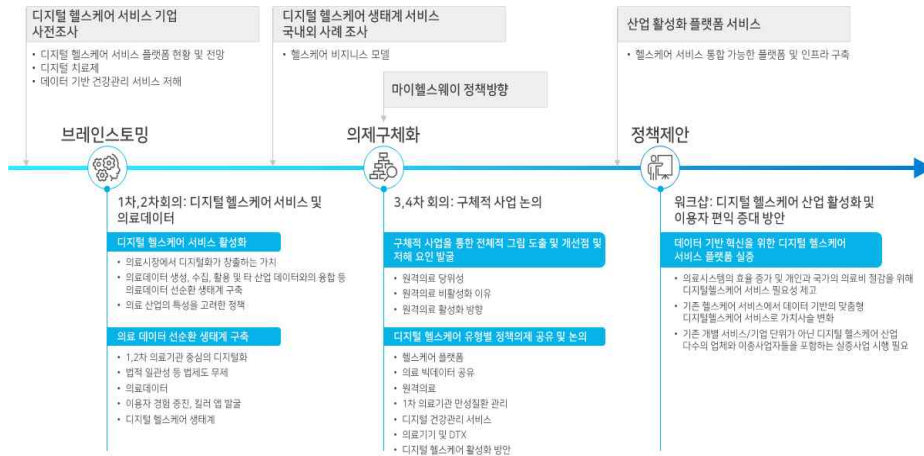 디지털 헬스케어 서비스 기업
사전조사
• 디지털 헬스케어 서비스 플랫폼 현황 및 전망
• 디지털 치료제
• 데이터 기반 건강관리 서비스 저해
디지털 헬스케어 생태계 서비스
국내외 사례 조사
• 헬스케어 비지니스 모델
마이헬스웨이 정책방향
산업 활성화 플랫폼 서비스
• 헬스케어 서비스 통합 가능한 플랫폼 및 인프라 구축
브레인스토밍
의제구체화
정책제안
1차,2차회의: 디지털 헬스케어 서비스 및
의료데이터
디지털 헬스케어 서비스 활성화
• 의료시장에서 디지털화가 창출하는 가치
• 의료데이터 생성, 수집, 활용 및 타 산업 데이터와의 융합 등
의료데이터 선순환 생태계 구축
• 의료 산업의 특성을 고려한 정책
의료 데이터 선순환 생태계 구축
• 1,2차 의료기관 중심의 디지털화
• 법적 일관성 등 법제도 문제
• 의료데이터
• 이용자 경험 증진, 킬러 앱 발굴
• 디지털 헬스케어 생태계
3,4차 회의: 구체적 사업 논의
구체적 사업을 통한 전체적 그림 도출 및 개선점 및
저해 요인 발굴
• 원격의료 당위성
• 원격의료 비활성화 이유
• 원격의료 활성화 방향
디지털 헬스케어 유형별 정책의제 공유 및 논의
• 헬스케어 플랫폼
• 의료 빅데이터 공유
• 원격의료
• 1차 의료기관 만성질환 관리
• 디지털 건강관리 서비스
• 의료기기 및 DTX
• 디지털 헬스케어 활성화 방안
워크샵: 디지털 헬스케어 산업 활성화 및
이용자 편익 증대 방안
데이터 기반 혁신을 위한 디지털 헬스케어
서비스 플랫폼 실증
• 의료시스템의 효율 증가 및 개인과 국가의 의료비 절감을 위해
디지털헬스케어 서비스 필요성 제고
• 기존 헬스케어 서비스에서 데이터 기반의 맞춤형
디지털헬스케어 서비스로 가치사슬 변화
• 기존 개별 서비스/기업 단위가 아닌 디지털 헬스케어 산업
다수의 업체와 이종사업자들을 포함하는 실증사업 시행 필요